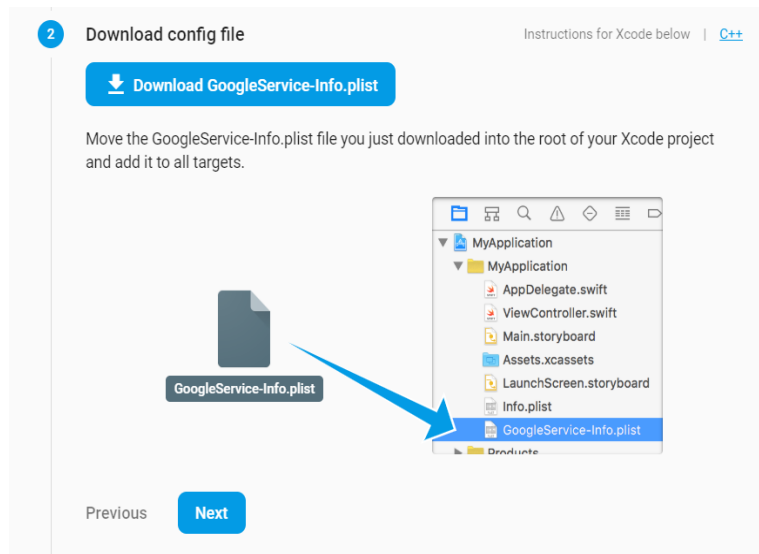 2 Download config file Instructions for Xcode below | C++
Download GoogleService-Info.plist
Move the GoogleService-Info.plist file you just downloaded into the root of your Xcode project
and add it to all targets.
MyApplication
MyApplication
AppDelegate.swift
ViewController.swift
Main.storyboard
Assets.xcassets
LaunchScreen.storyboard
Info.plist
GoogleService-Info.plist
Products
GoogleService-Info.plist
Previous Next